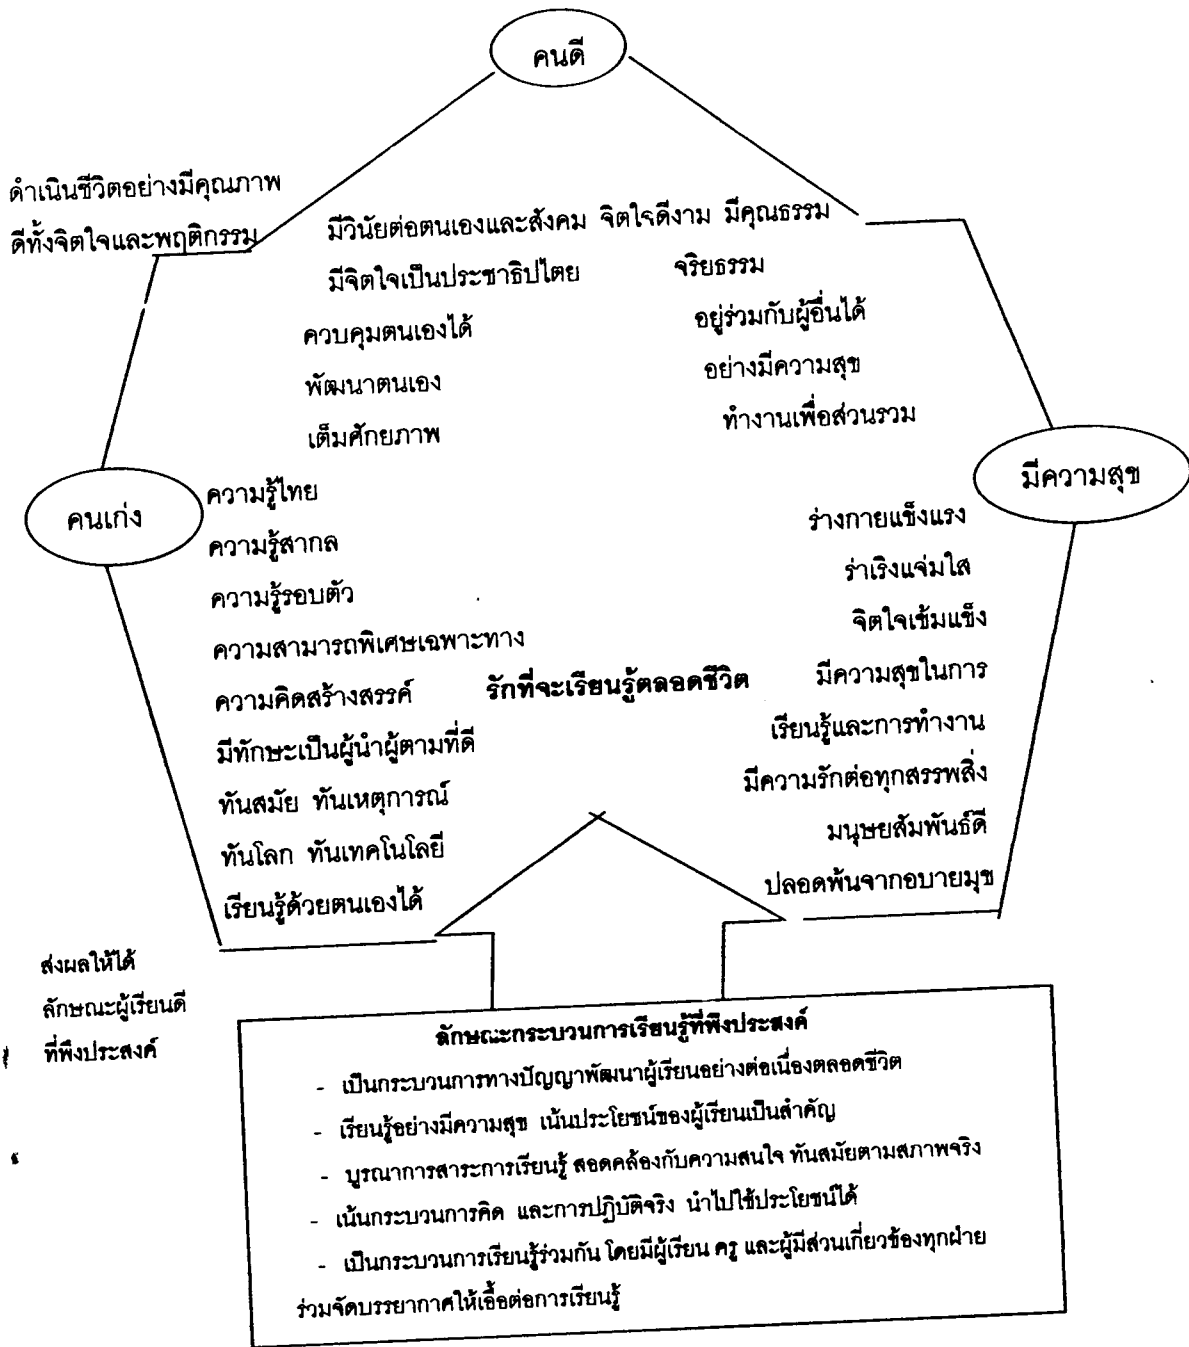 คนดี
ดำเนินชีวิตอย่างมีคุณภาพ
ดีทั้งจิตใจและพฤติกรรม
มีวินัยต่อตนเองและสังคม จิตใจดีงาม มีคุณธรรม
มีจิตใจเป็นประชาธิปไตย จริยธรรม
ควบคุมตนเองได้ อยู่ร่วมกับผู้อื่นได้
พัฒนาตนเอง อย่างมีความสุข
เต็มศักยภาพ ทำงานเพื่อส่วนรวม
คนเก่ง
ความรู้ไทย
ความรู้สากล
ความรู้รอบตัว
ความสามารถพิเศษเฉพาะทาง
ความคิดสร้างสรรค์
มีทักษะเป็นผู้นำผู้ตามที่ดี
ทันสมัย ทันเหตุการณ์
ทันโลก ทันเทคโนโลยี
เรียนรู้ด้วยตนเองได้
รักที่จะเรียนรู้ตลอดชีวิต
มีความสุข
ร่างกายแข็งแรง
ร่าเริงแจ่มใส
จิตใจเข้มแข็ง
มีความสุขในการ
เรียนรู้และการทำงาน
มีความรักต่อทุกสรรพสิ่ง
มนุษยสัมพันธ์ดี
ปลอดพ้นจากอบายมุข
ส่งผลให้ได้
ลักษณะผู้เรียนดี
ที่พึงประสงค์
ลักษณะกระบวนการเรียนรู้ที่พึงประสงค์
- เป็นกระบวนการทางปัญญาพัฒนาผู้เรียนอย่างต่อเนื่องตลอดชีวิต
- เรียนรู้อย่างมีความสุข เน้นประโยชน์ของผู้เรียนเป็นสำคัญ
- บูรณาการสาระการเรียนรู้ สอดคล้องกับความสนใจ ทันสมัยตามสภาพจริง
- เน้นกระบวนการคิด และการปฏิบัติจริง นำไปใช้ประโยชน์ได้
- เป็นกระบวนการเรียนรู้ร่วมกัน โดยมีผู้เรียน ครู และผู้มีส่วนเกี่ยวข้องทุกฝ่าย
ร่วมจัดบรรยากาศให้เอื้อต่อการเรียนรู้